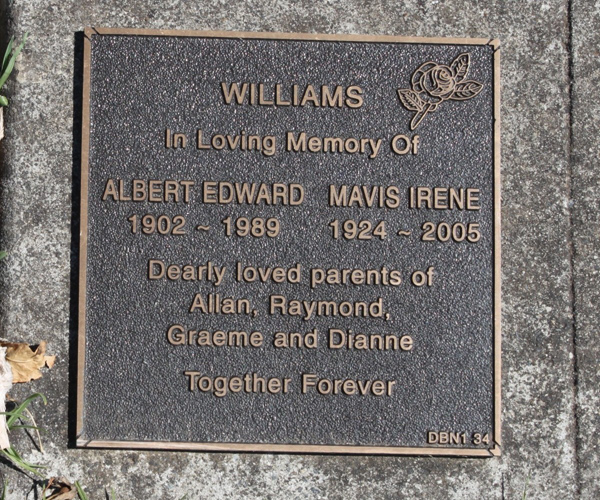 WILLIAMS
In Loving Memory Of
ALBERT EDWARD MAVIS IRENE
1902 ~ 1989 1924 ~ 2005
Dearly loved parents of
Allan, Raymond,
Graeme and Dianne
Together Forever
DBN1 34